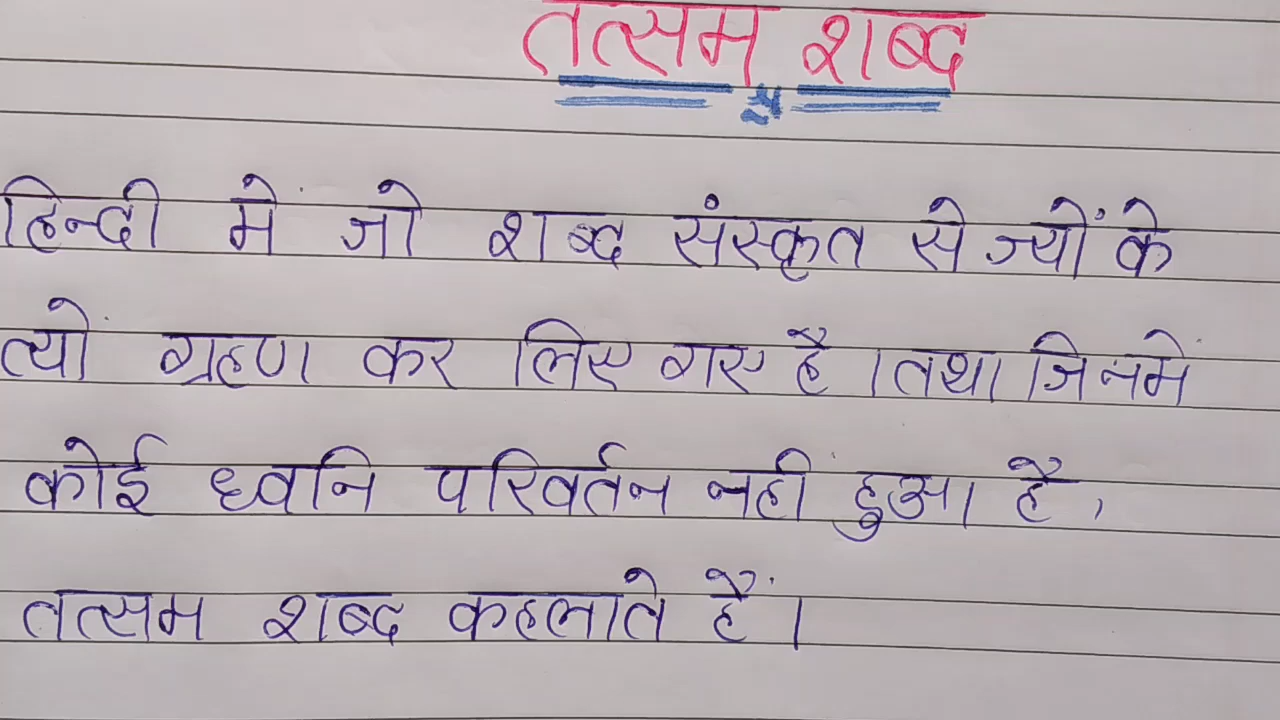 तत्सम शब्द
हिन्दी में जो शब्द संस्कृत से ज्यों के
त्यों ग्रहण कर लिए गए है । तथा जिनमें
कोई ध्वनि परिवर्तन नहीं हुआ है,
तत्सम शब्द कहलाते हैं ।